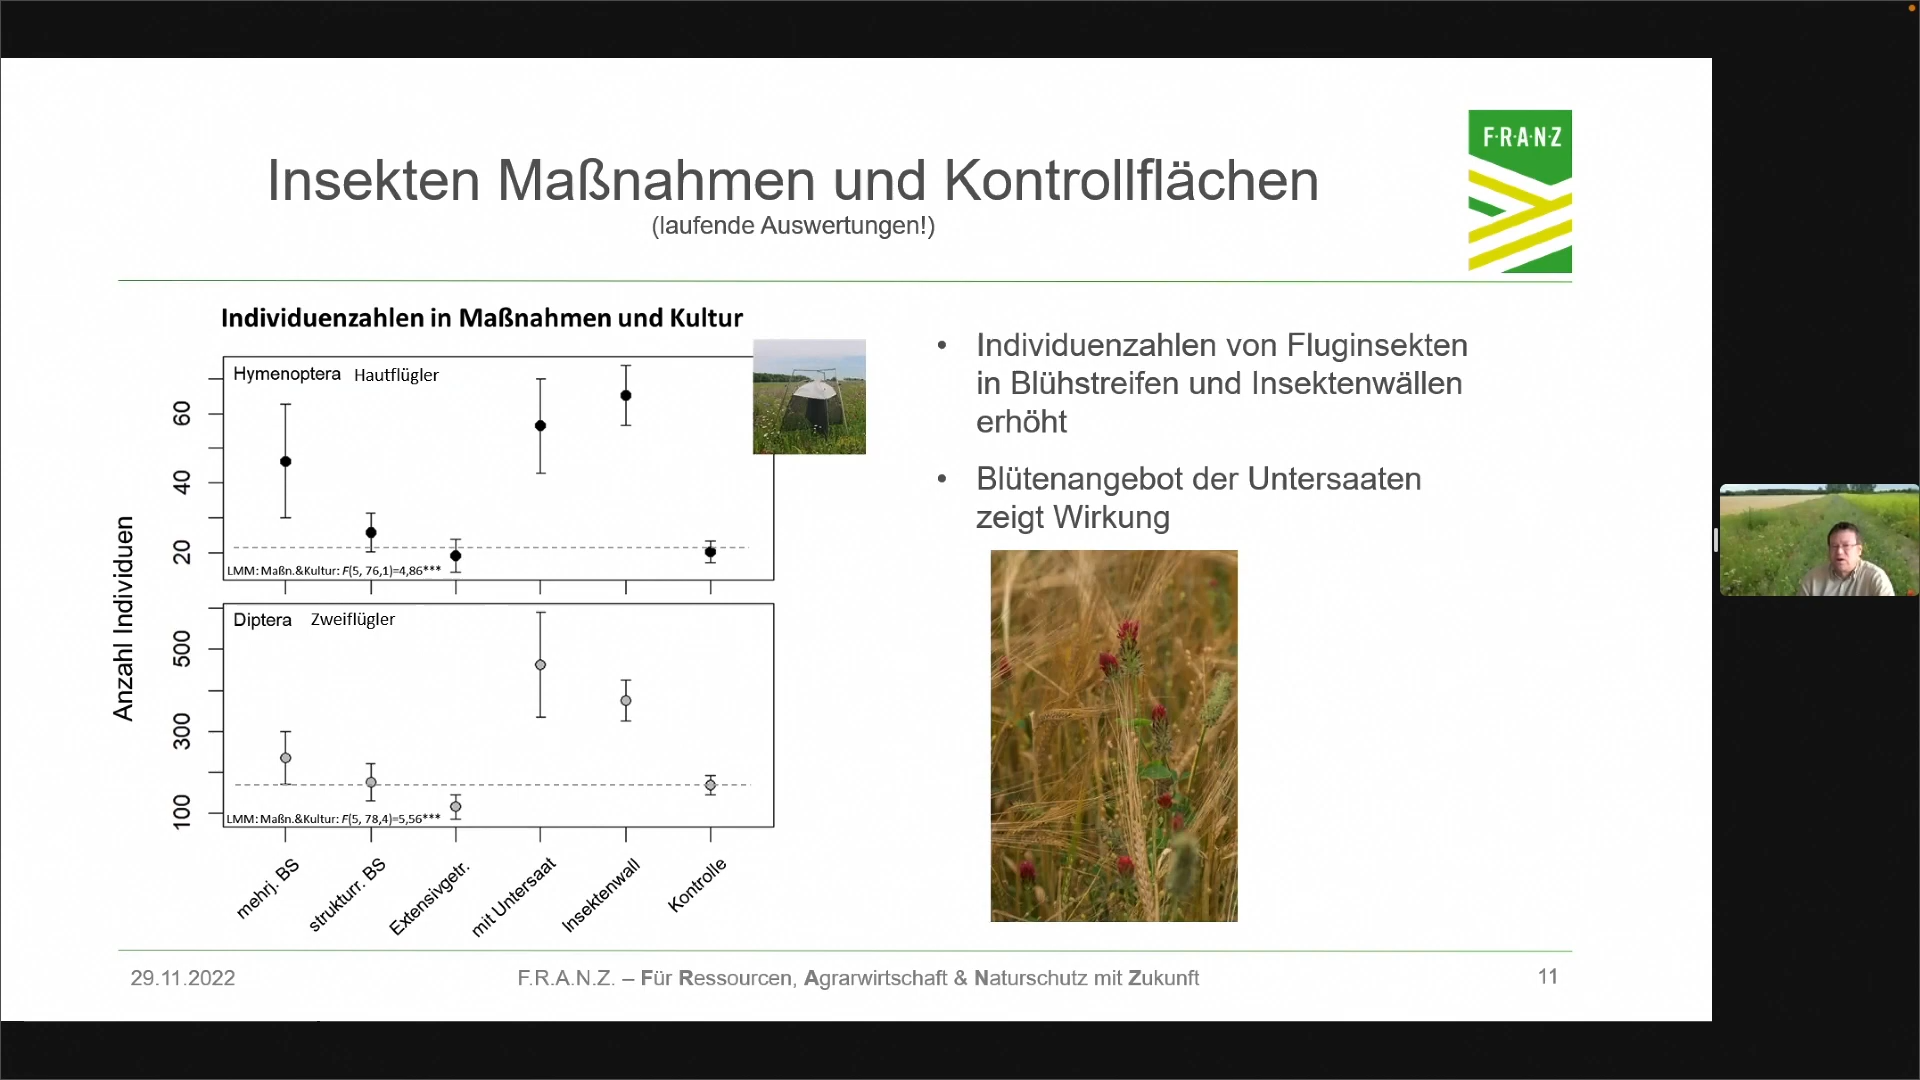 F·R·A·N·Z
Insekten Maßnahmen und Kontrollflächen
(laufende Auswertungen!)
Individuenzahlen in Maßnahmen und Kultur
Hymenoptera Hautflügler
60
40
20
LMM: Maßn.&Kultur: F(5, 76,1)=4,86***
Anzahl Individuen
Diptera Zweiflügler
500
300
100
LMM: Maßn.&Kultur: F(5, 78,4)=5,56***
mehrj. BS
strukturr. BS
Extensivgetr.
mit Untersaat
Insektenwall
Kontrolle
• Individuenzahlen von Fluginsekten
in Blühstreifen und Insektenwällen
erhöht
• Blütenangebot der Untersaaten
zeigt Wirkung
29.11.2022
F.R.A.N.Z. – Für Ressourcen, Agrarwirtschaft & Naturschutz mit Zukunft
11